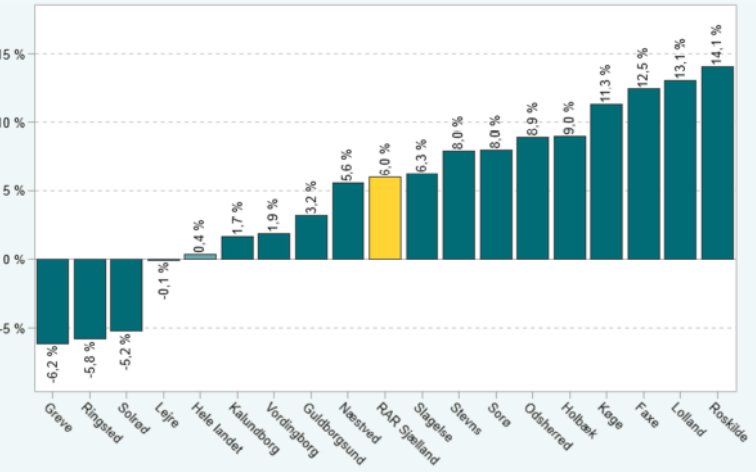 15 %
10 %
5 %
0 %
-5 %
-6,2 %
-5,8 %
-5,2 %
-0,1 %
0,4 %
1,7 %
1,9 %
3,2 %
5,6 %
6,0 %
6,3 %
8,0 %
8,0 %
8,9 %
9,0 %
11,3 %
12,5 %
13,1 %
14,1 %
Greve
Ringsted
Solrød
Lejre
Hele landet
Kalundborg
Vordingborg
Guldborgsund
Næstved
RAR Sjælland
Slagelse
Stevns
Sorø
Odsherred
Holbæk
Køge
Faxe
Lolland
Roskilde